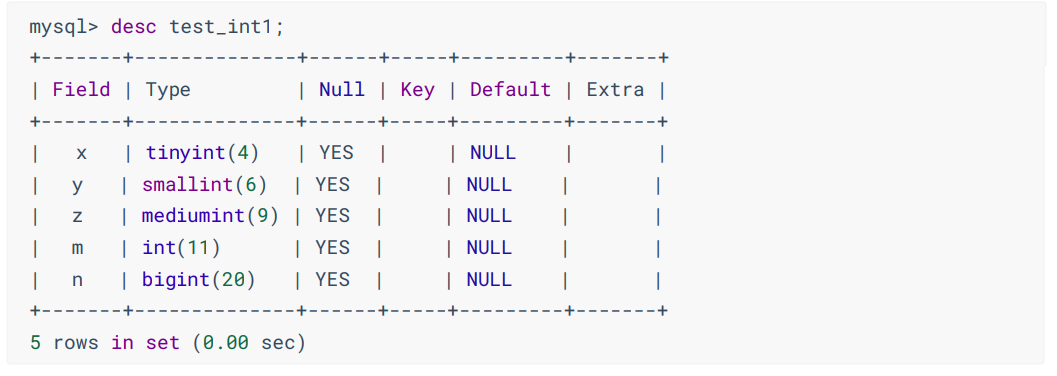 mysql> desc test_int1;
+-------+--------------+------+-----+---------+-------+
| Field | Type         | Null | Key | Default | Extra |
+-------+--------------+------+-----+---------+-------+
|   x   | tinyint(4)   | YES  |     | NULL    |       |
|   y   | smallint(6)  | YES  |     | NULL    |       |
|   z   | mediumint(9) | YES  |     | NULL    |       |
|   m   | int(11)      | YES  |     | NULL    |       |
|   n   | bigint(20)   | YES  |     | NULL    |       |
+-------+--------------+------+-----+---------+-------+
5 rows in set (0.00 sec)